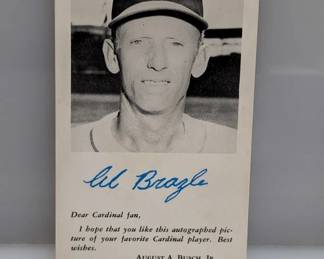 Al Brazle
Dear Cardinal fan,
I hope that you like this autographed pic-
ture of your favorite Cardinal player. Best
wishes.
August A. Busch, Jr.